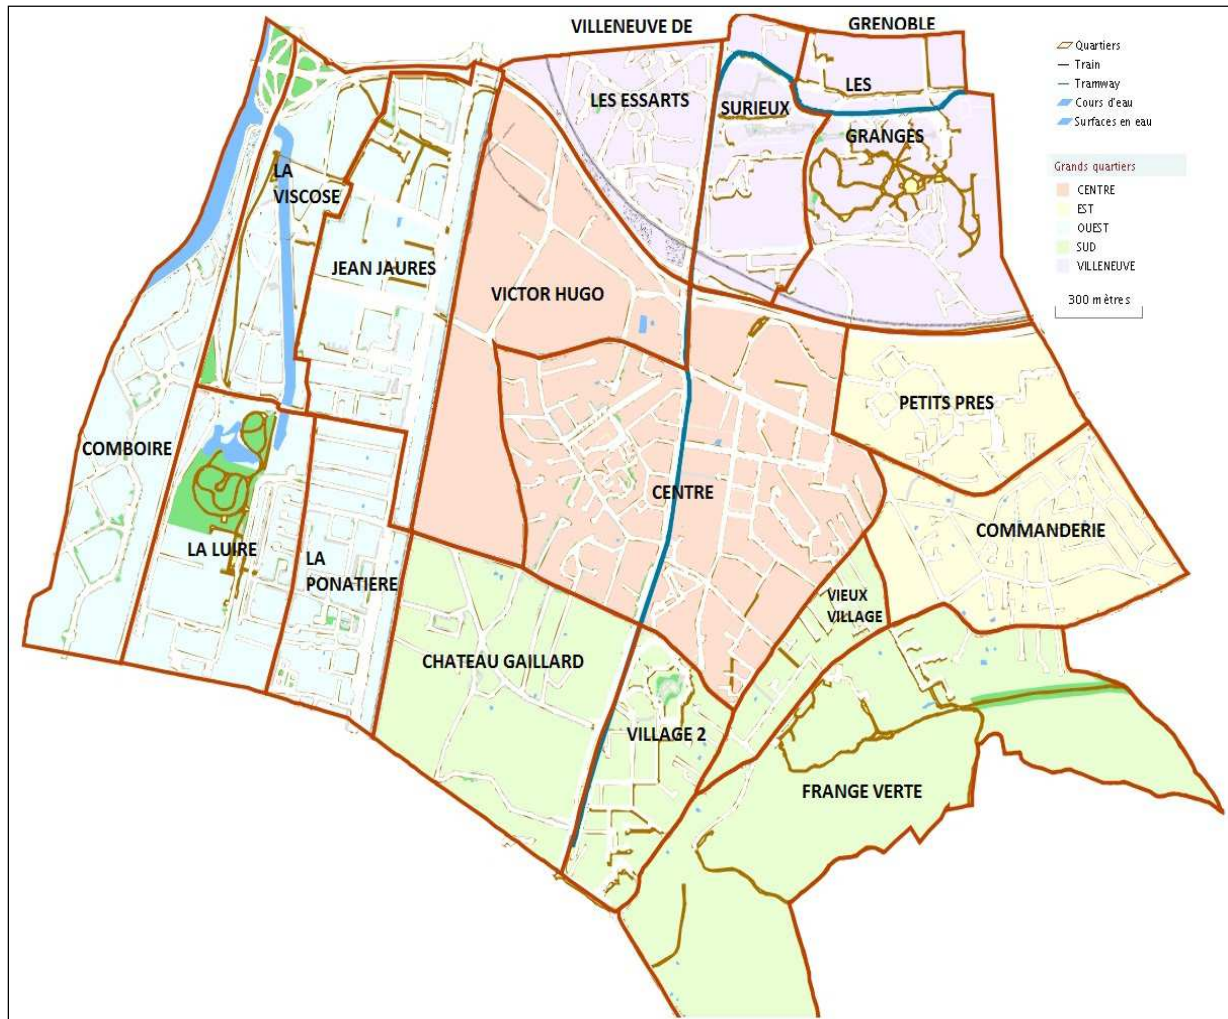 VILLENEUVE DE
GRENOBLE
LES ESSARTS
SURIEUX
LES
GRANGES
LA
VISCOSE
JEAN JAURES
VICTOR HUGO
PETITS PRES
COMBOIRE
CENTRE
COMMANDERIE
LA LUIRE
LA
PONATIERE
VIEUX
VILLAGE
CHATEAU GAILLARD
VILLAGE 2
FRANGE VERTE
Quartiers
Train
Tramway
Cours d'eau
Surfaces en eau
Grands quartiers
CENTRE
EST
OUEST
SUD
VILLENEUVE
300 mètres